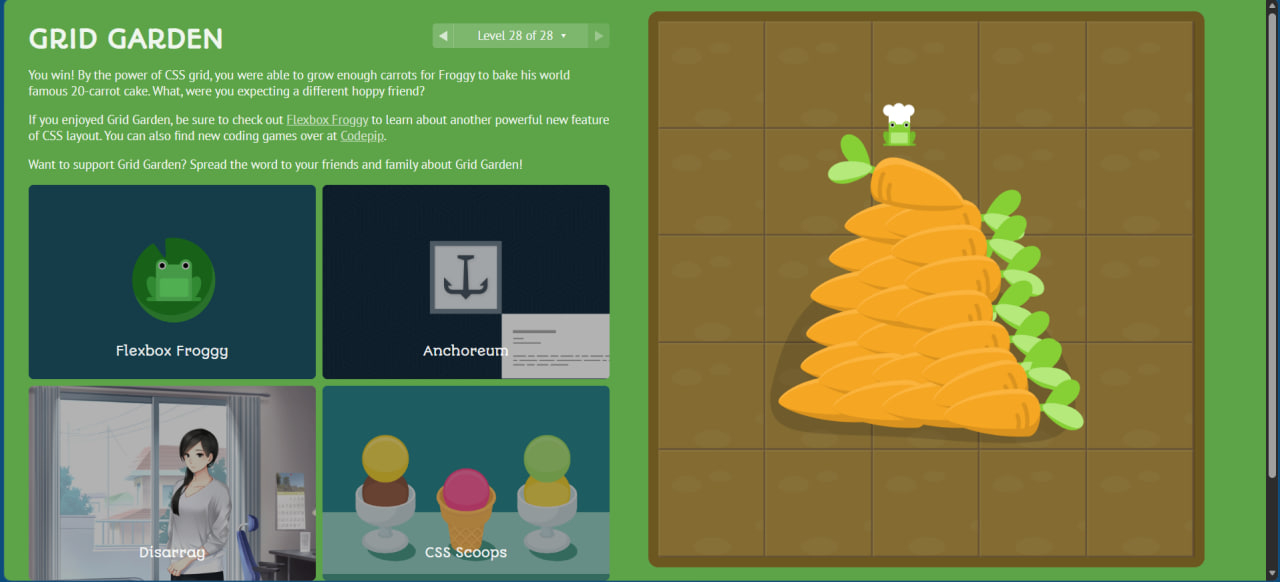 GRID GARDEN
◀ Level 28 of 28 ▾ ▶
You win! By the power of CSS grid, you were able to grow enough carrots for Froggy to bake his world
famous 20-carrot cake. What, were you expecting a different hoppy friend?
If you enjoyed Grid Garden, be sure to check out Flexbox Froggy to learn about another powerful new feature
of CSS layout. You can also find new coding games over at Codepip.
Want to support Grid Garden? Spread the word to your friends and family about Grid Garden!
Flexbox Froggy
Anchoreum
Disarray
CSS Scoops